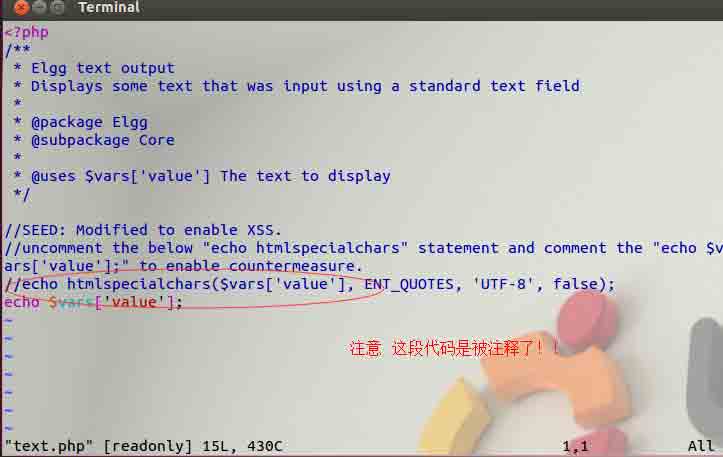 Terminal
<?php
/**
 * Elgg text output
 * Displays some text that was input using a standard text field
 *
 * @package Elgg
 * @subpackage Core
 *
 * @uses $vars['value'] The text to display
 */
//SEED: Modified to enable XSS.
//uncomment the below "echo htmlspecialchars" statement and comment the "echo $v
ars['value'];" to enable countermeasure.
//echo htmlspecialchars($vars['value'], ENT_QUOTES, 'UTF-8', false);
echo $vars['value'];
注意 这段代码是被注释了！！
~
~
~
~
~
~
~
"text.php" [readonly] 15L, 430C 1,1 All